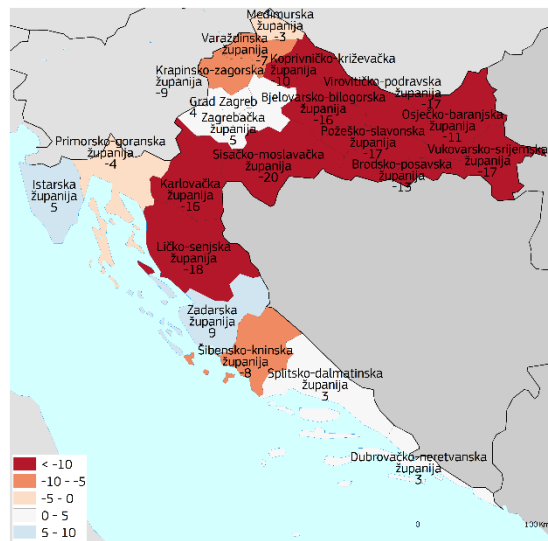 Međimurska
županija
-3
Varaždinska
županija
-7
Koprivničko-križevačka
županija
-10
Krapinsko-zagorska
županija
-9
Virovitičko-podravska
županija
-17
Grad Zagreb
4
Bjelovarsko-bilogorska
županija
-16
Osječko-baranjska
županija
-11
Zagrebačka
županija
5
Požeško-slavonska
županija
-17
Primorsko-goranska
županija
-4
Sisačko-moslavačka
županija
-20
Vukovarsko-srijemska
županija
-17
Brodsko-posavska
županija
-13
Istarska
županija
5
Karlovačka
županija
-16
Ličko-senjska
županija
-18
Zadarska
županija
9
Šibensko-kninska
županija
-8
Splitsko-dalmatinska
županija
3
Dubrovačko-neretvanska
županija
3
< -10
-10 - -5
-5 - 0
0 - 5
5 - 10
0 100Km